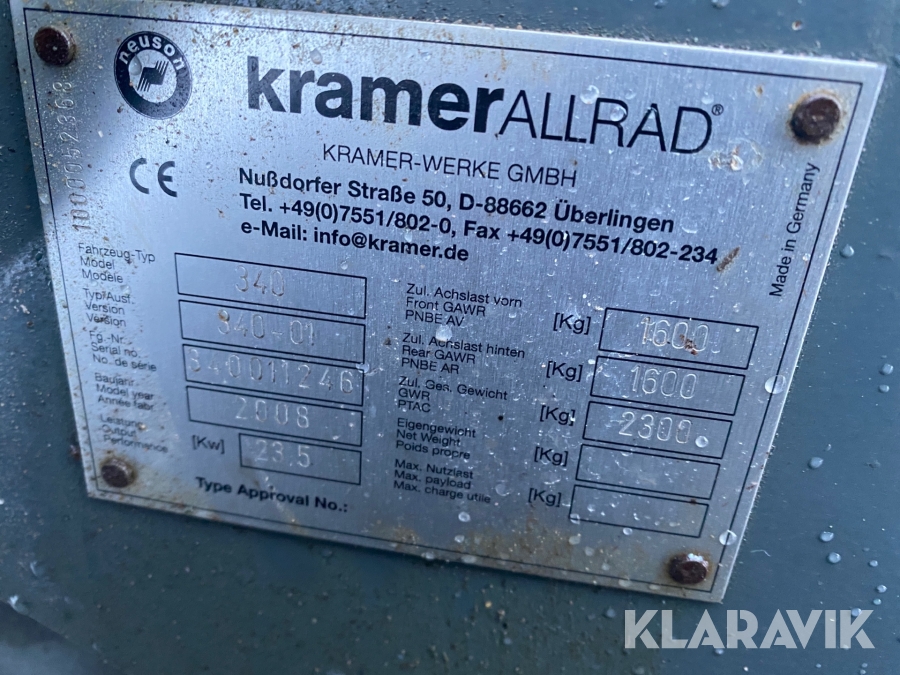 neuson
kramerALLRAD®
KRAMER-WERKE GMBH
CE
Nußdorfer Straße 50, D-88662 Überlingen
Tel. +49(0)7551/802-0, Fax +49(0)7551/802-234
e-Mail: info@kramer.de
Made in Germany
Fahrzeug-Typ
Model
Modele
340
Typ/Ausf.
Version
Version
340-01
Fg.-Nr.
Serial no.
No. de série
340011246
Baujahr
Model year
Année fabr.
2008
Leistung
Output
Performance
[Kw]
23.5
Zul. Achslast vorn
Front GAWR
PNBE AV
[Kg]
1600
Zul. Achslast hinten
Rear GAWR
PNBE AR
[Kg]
1600
Zul. Ges. Gewicht
GWR
PTAC
[Kg]
2300
Eigengewicht
Net Weight
Poids propre
[Kg]
Max. Nutzlast
Max. payload
Max. charge utile
[Kg]
Type Approval No.:
KLARAVIK